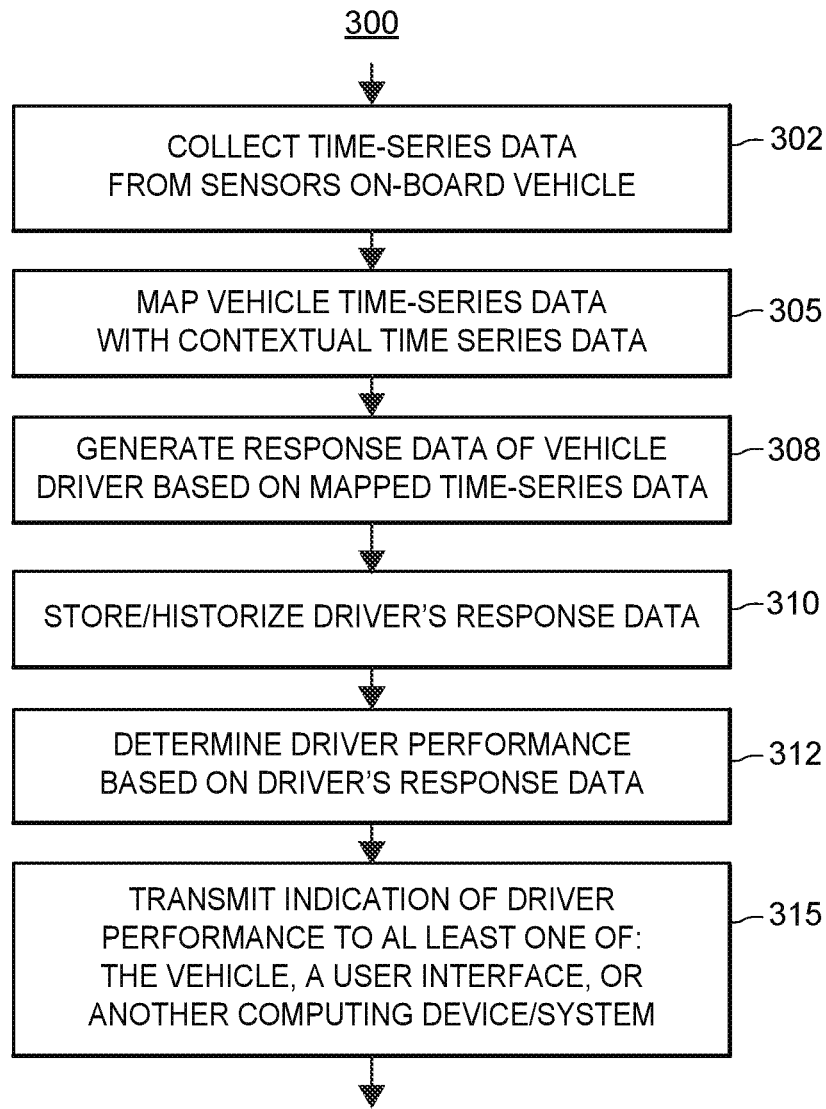 300
COLLECT TIME-SERIES DATA
FROM SENSORS ON-BOARD VEHICLE
302
MAP VEHICLE TIME-SERIES DATA
WITH CONTEXTUAL TIME SERIES DATA
305
GENERATE RESPONSE DATA OF VEHICLE
DRIVER BASED ON MAPPED TIME-SERIES DATA
308
STORE/HISTORIZE DRIVER'S RESPONSE DATA
310
DETERMINE DRIVER PERFORMANCE
BASED ON DRIVER'S RESPONSE DATA
312
TRANSMIT INDICATION OF DRIVER
PERFORMANCE TO AL LEAST ONE OF:
THE VEHICLE, A USER INTERFACE, OR
ANOTHER COMPUTING DEVICE/SYSTEM
315